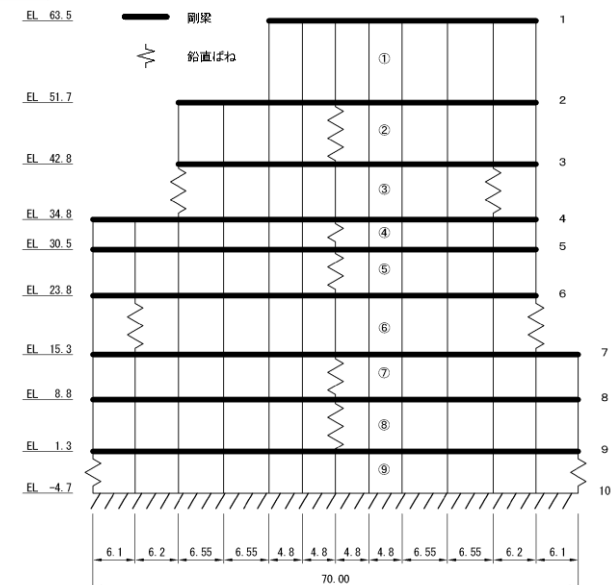 EL 63.5 剛梁 1
鉛直ばね
①
EL 51.7 2
②
EL 42.8 3
③
EL 34.8 4
④
EL 30.5 5
⑤
EL 23.8 6
⑥
EL 15.3 7
⑦
EL 8.8 8
⑧
EL 1.3 9
⑨
EL -4.7 10
6.1 6.2 6.55 6.55 4.8 4.8 4.8 4.8 6.55 6.55 6.2 6.1
70.00